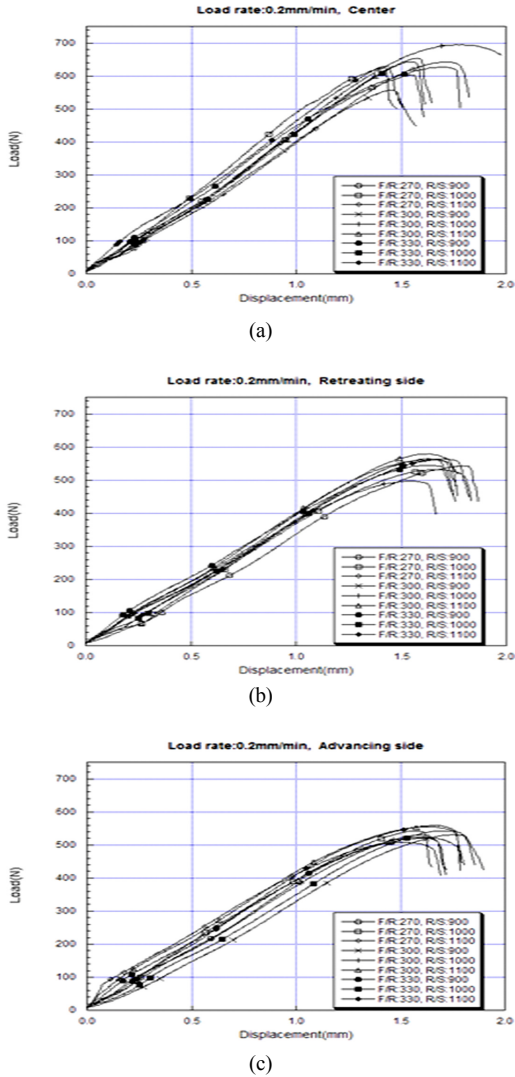 Load rate:0.2mm/min, Center
700
600
500
400
300
200
100
0
Load(N)
F/R:270, R/S:900
F/R:270, R/S:1000
F/R:270, R/S:1100
F/R:300, R/S:900
F/R:300, R/S:1000
F/R:300, R/S:1100
F/R:330, R/S:900
F/R:330, R/S:1000
F/R:330, R/S:1100
0.0 0.5 1.0 1.5 2.0
Displacement(mm)
(a)
Load rate:0.2mm/min, Retreating side
700
600
500
400
300
200
100
0
Load(N)
F/R:270, R/S:900
F/R:270, R/S:1000
F/R:270, R/S:1100
F/R:300, R/S:900
F/R:300, R/S:1000
F/R:300, R/S:1100
F/R:330, R/S:900
F/R:330, R/S:1000
F/R:330, R/S:1100
0.0 0.5 1.0 1.5 2.0
Displacement(mm)
(b)
Load rate:0.2mm/min, Advancing side
700
600
500
400
300
200
100
0
Load(N)
F/R:270, R/S:900
F/R:270, R/S:1000
F/R:270, R/S:1100
F/R:300, R/S:900
F/R:300, R/S:1000
F/R:300, R/S:1100
F/R:330, R/S:900
F/R:330, R/S:1000
F/R:330, R/S:1100
0.0 0.5 1.0 1.5 2.0
Displacement(mm)
(c)